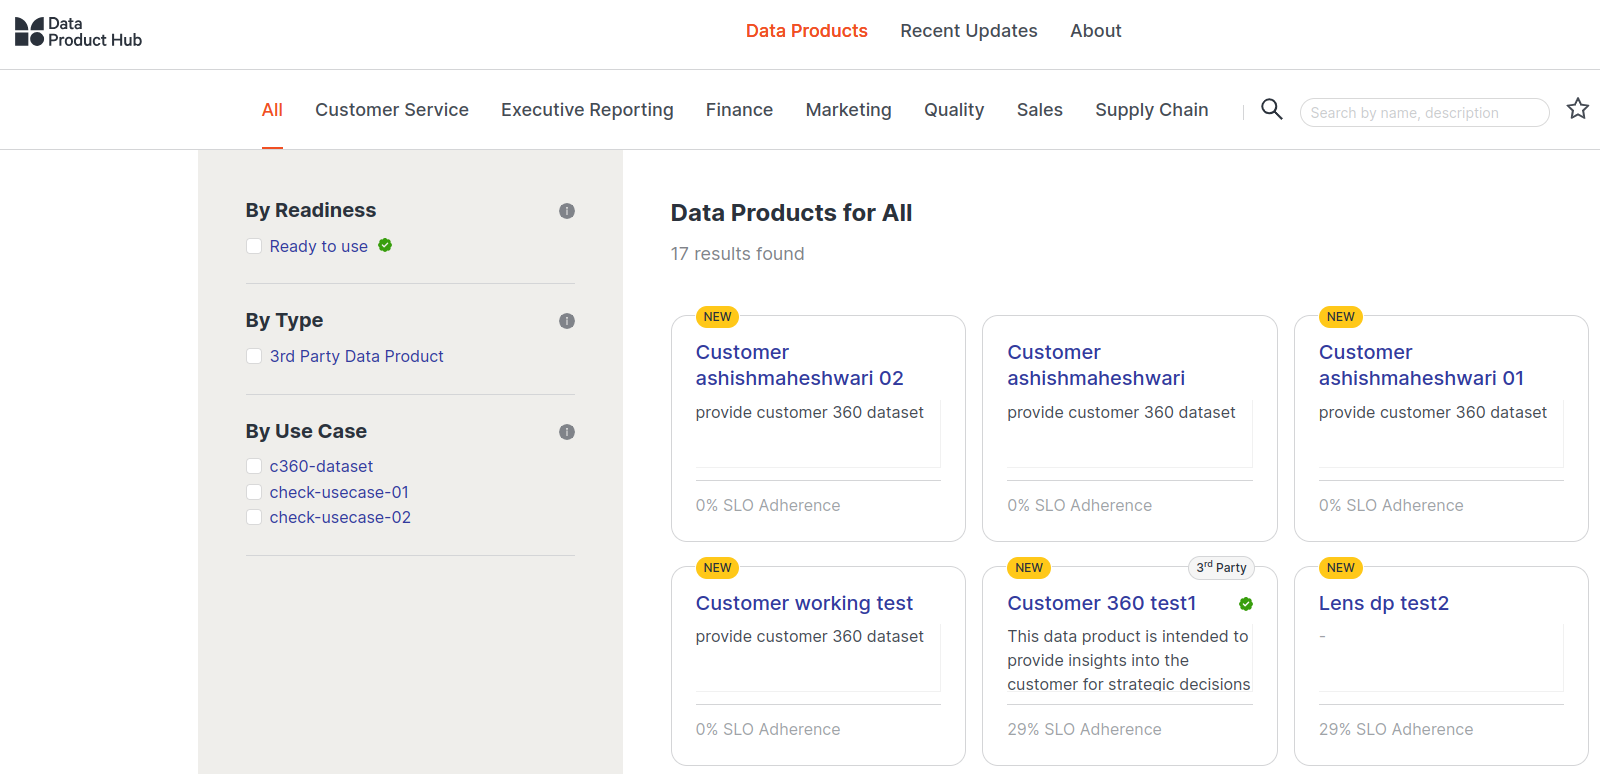 Data
Product Hub
Data Products
Recent Updates
About
All
Customer Service
Executive Reporting
Finance
Marketing
Quality
Sales
Supply Chain
Search by name, description
By Readiness
Ready to use
By Type
3rd Party Data Product
By Use Case
c360-dataset
check-usecase-01
check-usecase-02
Data Products for All
17 results found
NEW
Customer
ashishmaheshwari 02
provide customer 360 dataset
0% SLO Adherence
Customer
ashishmaheshwari
provide customer 360 dataset
0% SLO Adherence
NEW
Customer
ashishmaheshwari 01
provide customer 360 dataset
0% SLO Adherence
NEW
Customer working test
provide customer 360 dataset
0% SLO Adherence
NEW
3rd Party
Customer 360 test1
This data product is intended to
provide insights into the
customer for strategic decisions
29% SLO Adherence
NEW
Lens dp test2
-
29% SLO Adherence